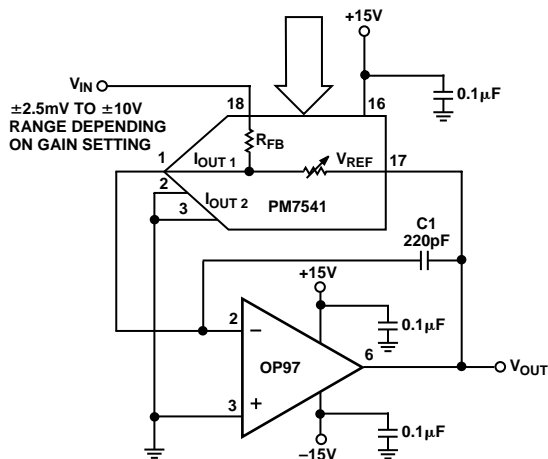 +15V
VIN
0.1μF
±2.5mV TO ±10V
RANGE DEPENDING
ON GAIN SETTING
18
16
RFB
1
IOUT 1
VREF
17
2
IOUT 2
3
PM7541
C1
220pF
+15V
0.1μF
2
−
OP97
6
VOUT
3
+
0.1μF
−15V